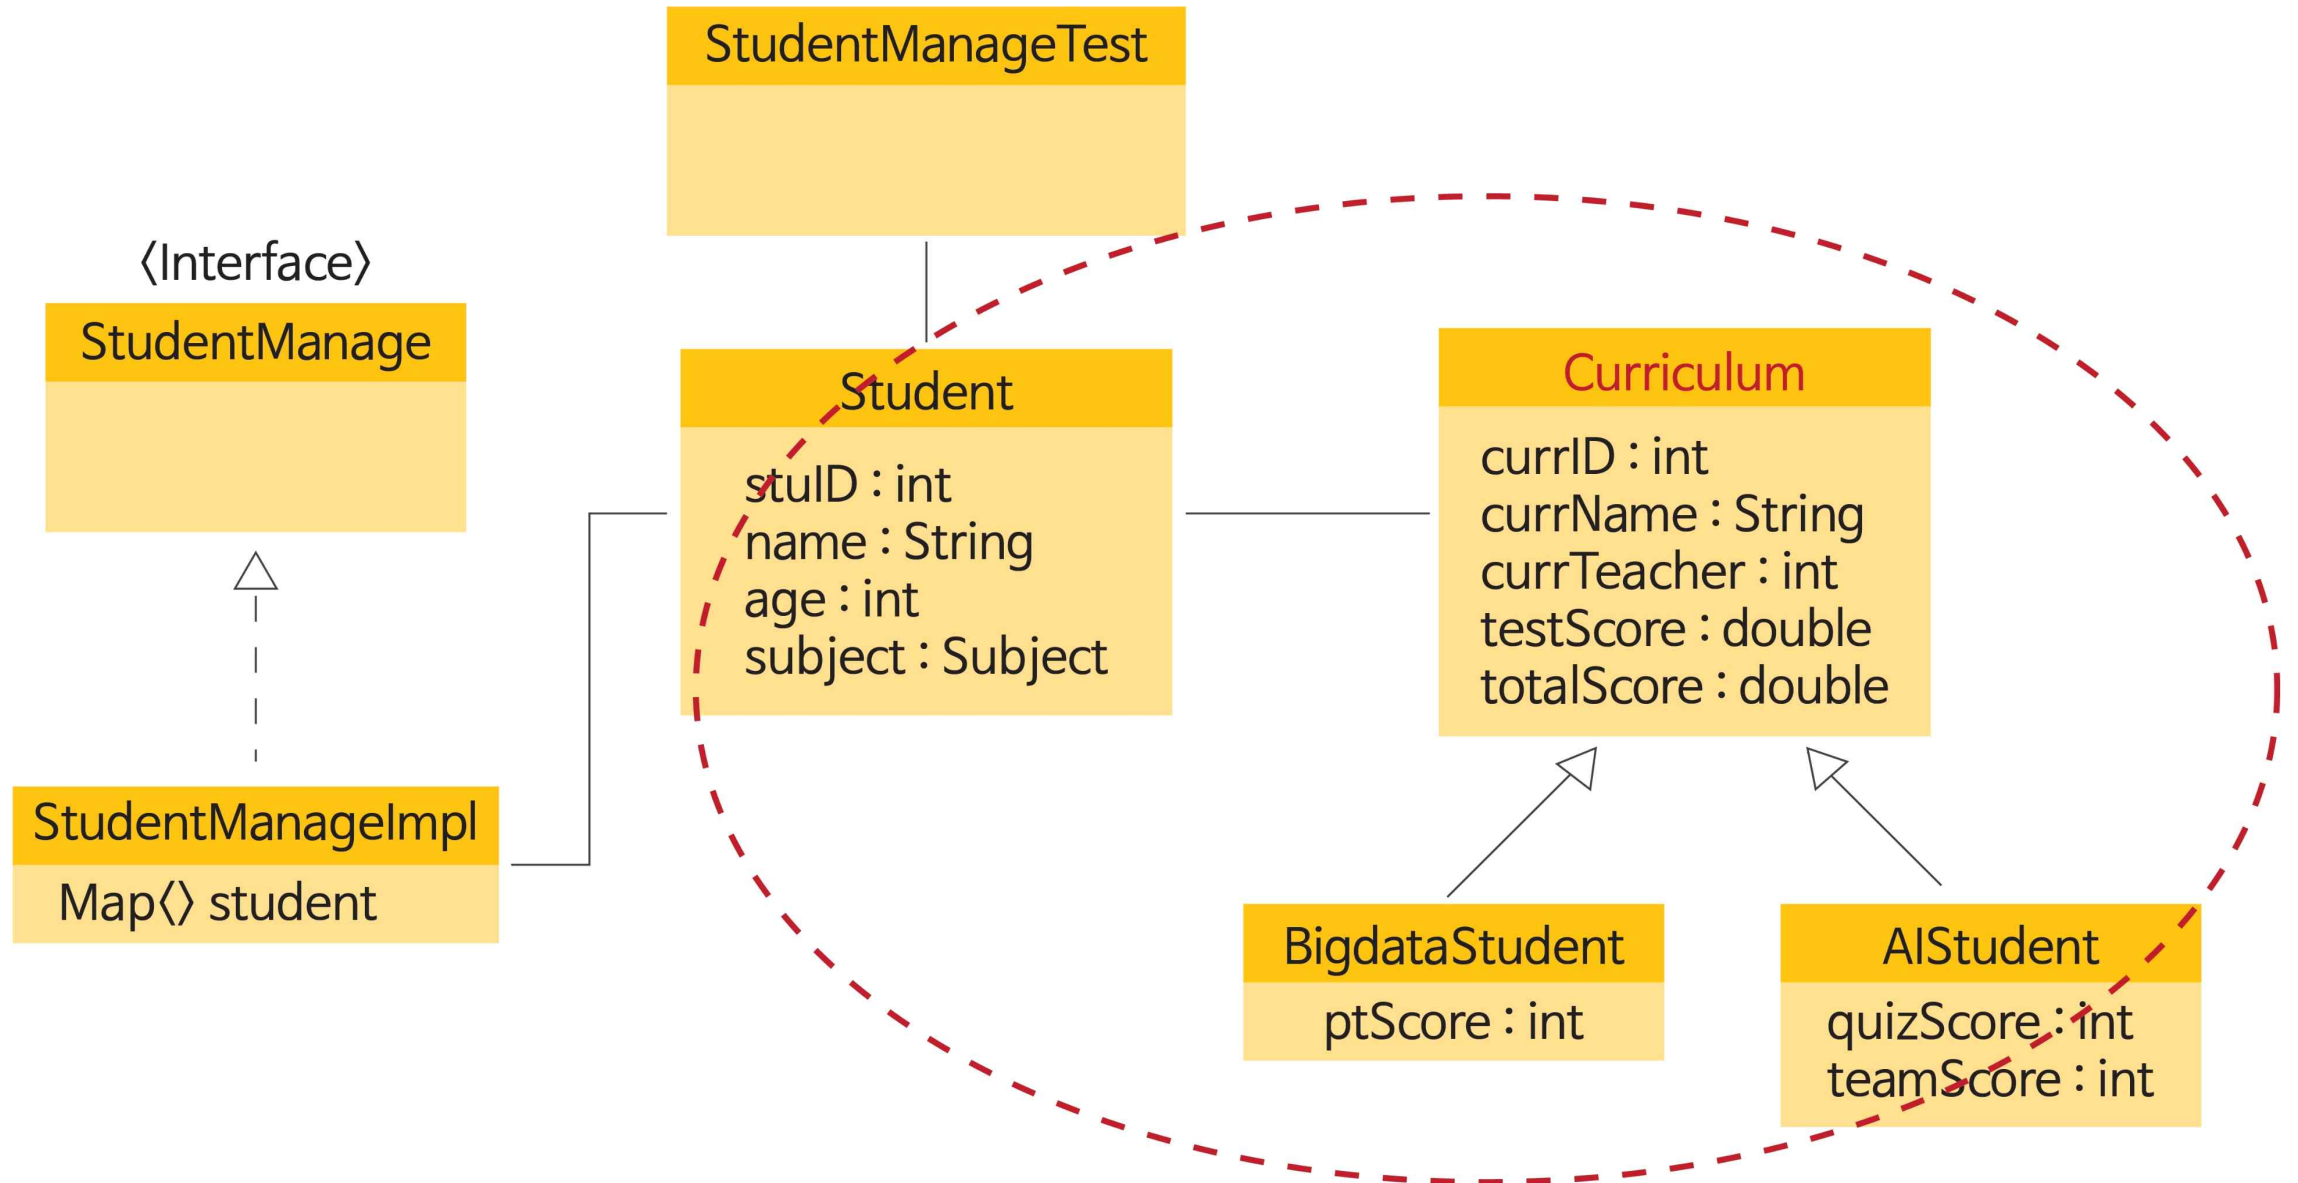 StudentManageTest
〈Interface〉
StudentManage
StudentManageImpl
Map〈〉 student
Student
stuID : int
name : String
age : int
subject : Subject
Curriculum
currID : int
currName : String
currTeacher : int
testScore : double
totalScore : double
BigdataStudent
ptScore : int
AIStudent
quizScore : int
teamScore : int